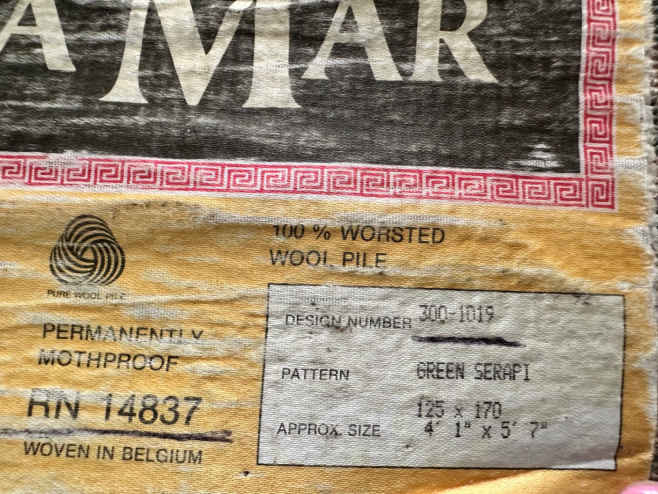 A MAR
100 % WORSTED
WOOL PILE
PURE WOOL PILE
PERMANENTLY
MOTHPROOF
RN 14837
WOVEN IN BELGIUM
DESIGN NUMBER 300-1019
PATTERN GREEN SERAPI
125 x 170
APPROX. SIZE 4' 1" x 5' 7"